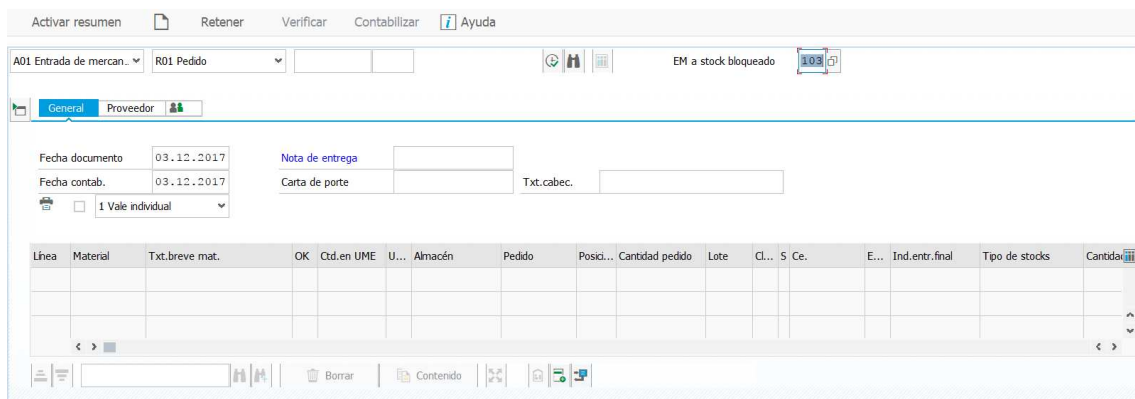 Activar resumen Retener Verificar Contabilizar i Ayuda
A01 Entrada de mercan.. R01 Pedido EM a stock bloqueado 103
General Proveedor
Fecha documento 03.12.2017 Nota de entrega
Fecha contab. 03.12.2017 Carta de porte Txt.cabec.
1 Vale individual
Línea Material Txt.breve mat. OK Ctd.en UME U... Almacén Pedido Posici... Cantidad pedido Lote Cl... S Ce. E... Ind.entr.final Tipo de stocks Cantidad
Borrar Contenido